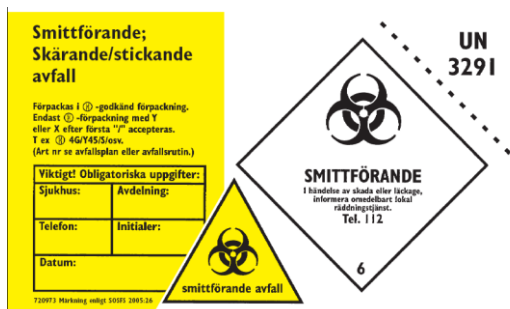 Smittförande;
Skärande/stickande
avfall
Förpackas i -godkänd förpackning.
Endast -förpackning med Y
eller X efter första "/" accepteras.
T ex 4G/Y45/S/osv.
(Art nr se avfallsplan eller avfallsrutin.)
Viktigt! Obligatoriska uppgifter:
Sjukhus: Avdelning:
Telefon: Initialer:
Datum:
720973 Märkning enligt SOSFS 2005:26
smittförande avfall
SMITTFÖRANDE
I händelse av skada eller läckage,
informera omedelbart lokal
räddningstjänst.
Tel. 112
6
UN
3291